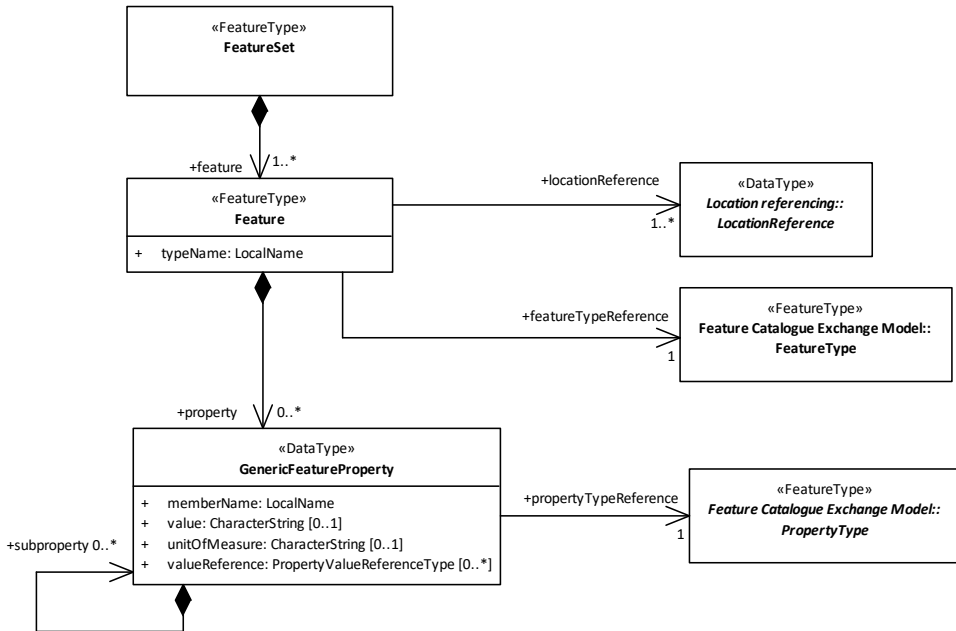 «FeatureType»
FeatureSet
+feature
1..*
«FeatureType»
Feature
+ typeName: LocalName
+locationReference
1..*
«DataType»
Location referencing::
LocationReference
+featureTypeReference
1
«FeatureType»
Feature Catalogue Exchange Model::
FeatureType
+property
0..*
«DataType»
GenericFeatureProperty
+ memberName: LocalName
+ value: CharacterString [0..1]
+ unitOfMeasure: CharacterString [0..1]
+ valueReference: PropertyValueReferenceType [0..*]
+propertyTypeReference
1
«FeatureType»
Feature Catalogue Exchange Model::
PropertyType
+subproperty 0..*